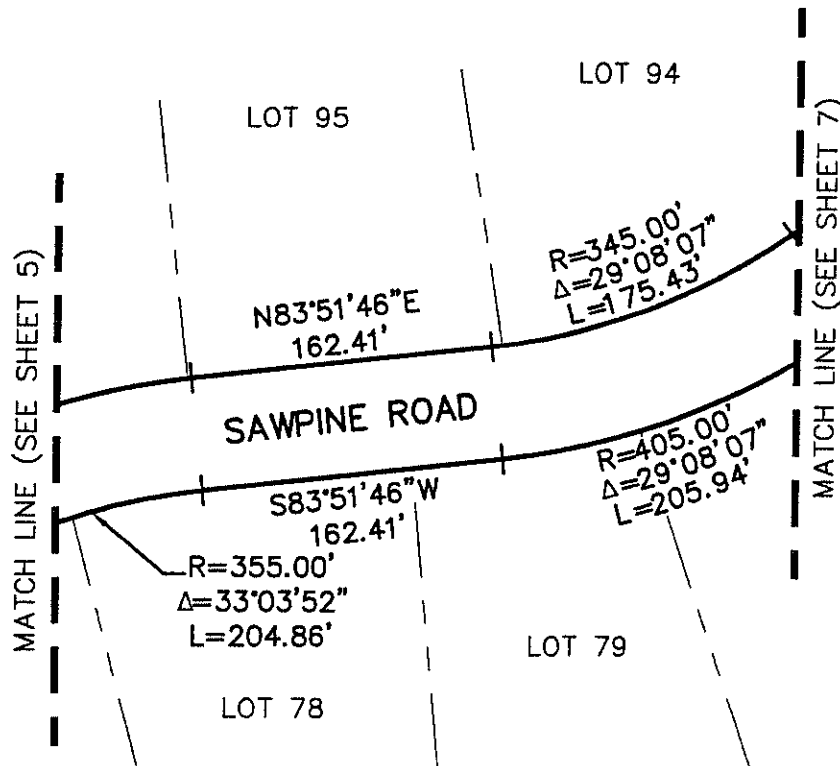 LOT 94
LOT 95
MATCH LINE (SEE SHEET 7)
MATCH LINE (SEE SHEET 5)
R=345.00'
Δ=29°08'07"
L=175.43'
N83°51'46"E
162.41'
SAWPINE ROAD
R=405.00'
Δ=29°08'07"
L=205.94'
S83°51'46"W
162.41'
R=355.00'
Δ=33°03'52"
L=204.86'
LOT 79
LOT 78